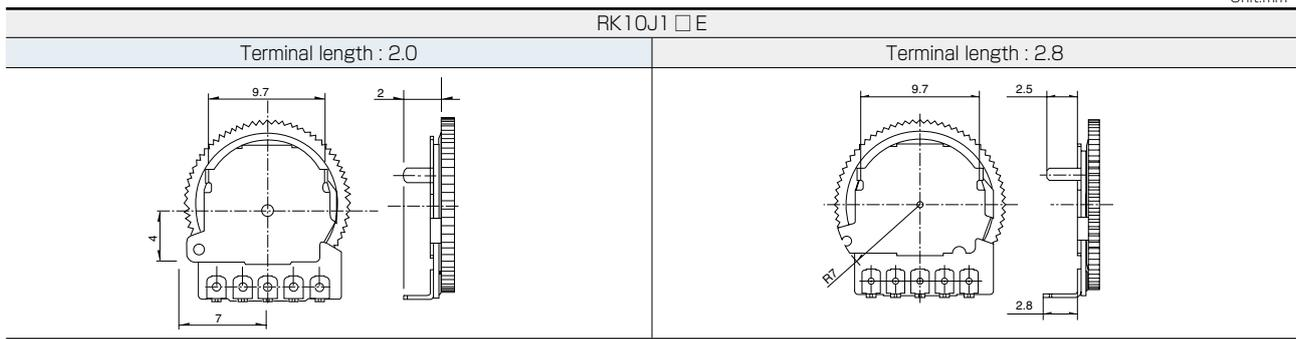 Unit:mm
RK10J1 □ E
Terminal length : 2.0
Terminal length : 2.8
9.7
2
4
7
9.7
2.5
R7
2.8